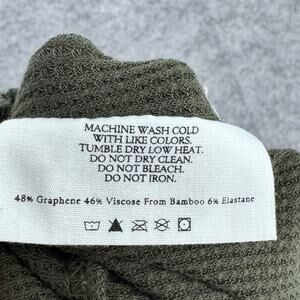 MACHINE WASH COLD
WITH LIKE COLORS.
TUMBLE DRY LOW HEAT.
DO NOT DRY CLEAN.
DO NOT BLEACH.
DO NOT IRON.
48% Graphene 46% Viscose From Bamboo 6% Elastane